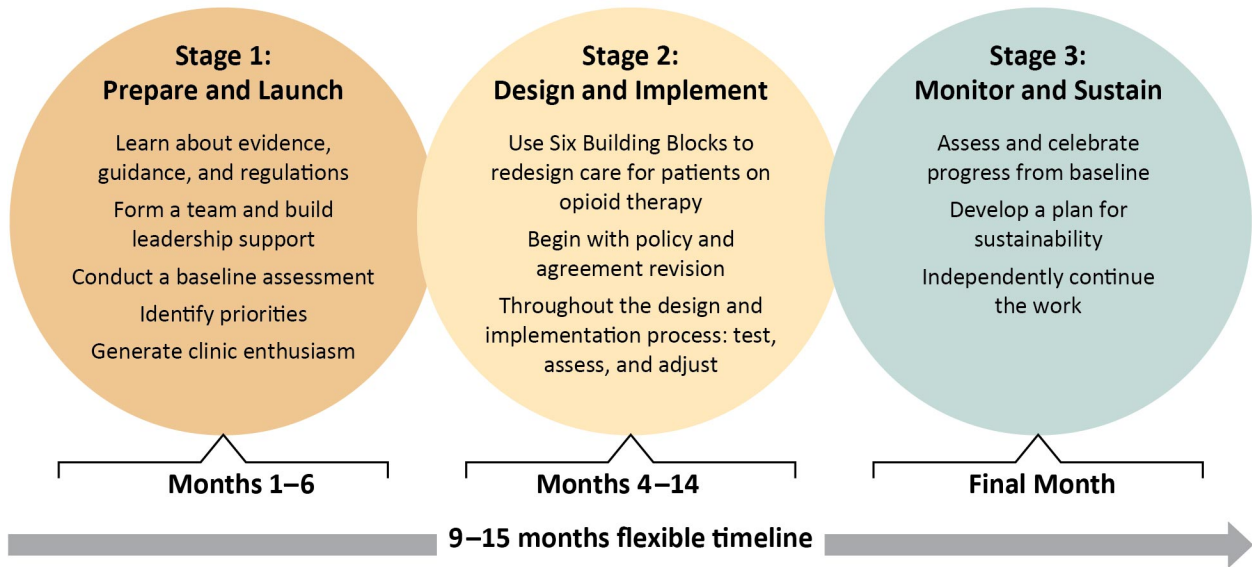 Stage 1:
Prepare and Launch
Learn about evidence,
guidance, and regulations
Form a team and build
leadership support
Conduct a baseline assessment
Identify priorities
Generate clinic enthusiasm
Months 1–6
Stage 2:
Design and Implement
Use Six Building Blocks to
redesign care for patients on
opioid therapy
Begin with policy and
agreement revision
Throughout the design and
implementation process: test,
assess, and adjust
Months 4–14
Stage 3:
Monitor and Sustain
Assess and celebrate
progress from baseline
Develop a plan for
sustainability
Independently continue
the work
Final Month
9–15 months flexible timeline